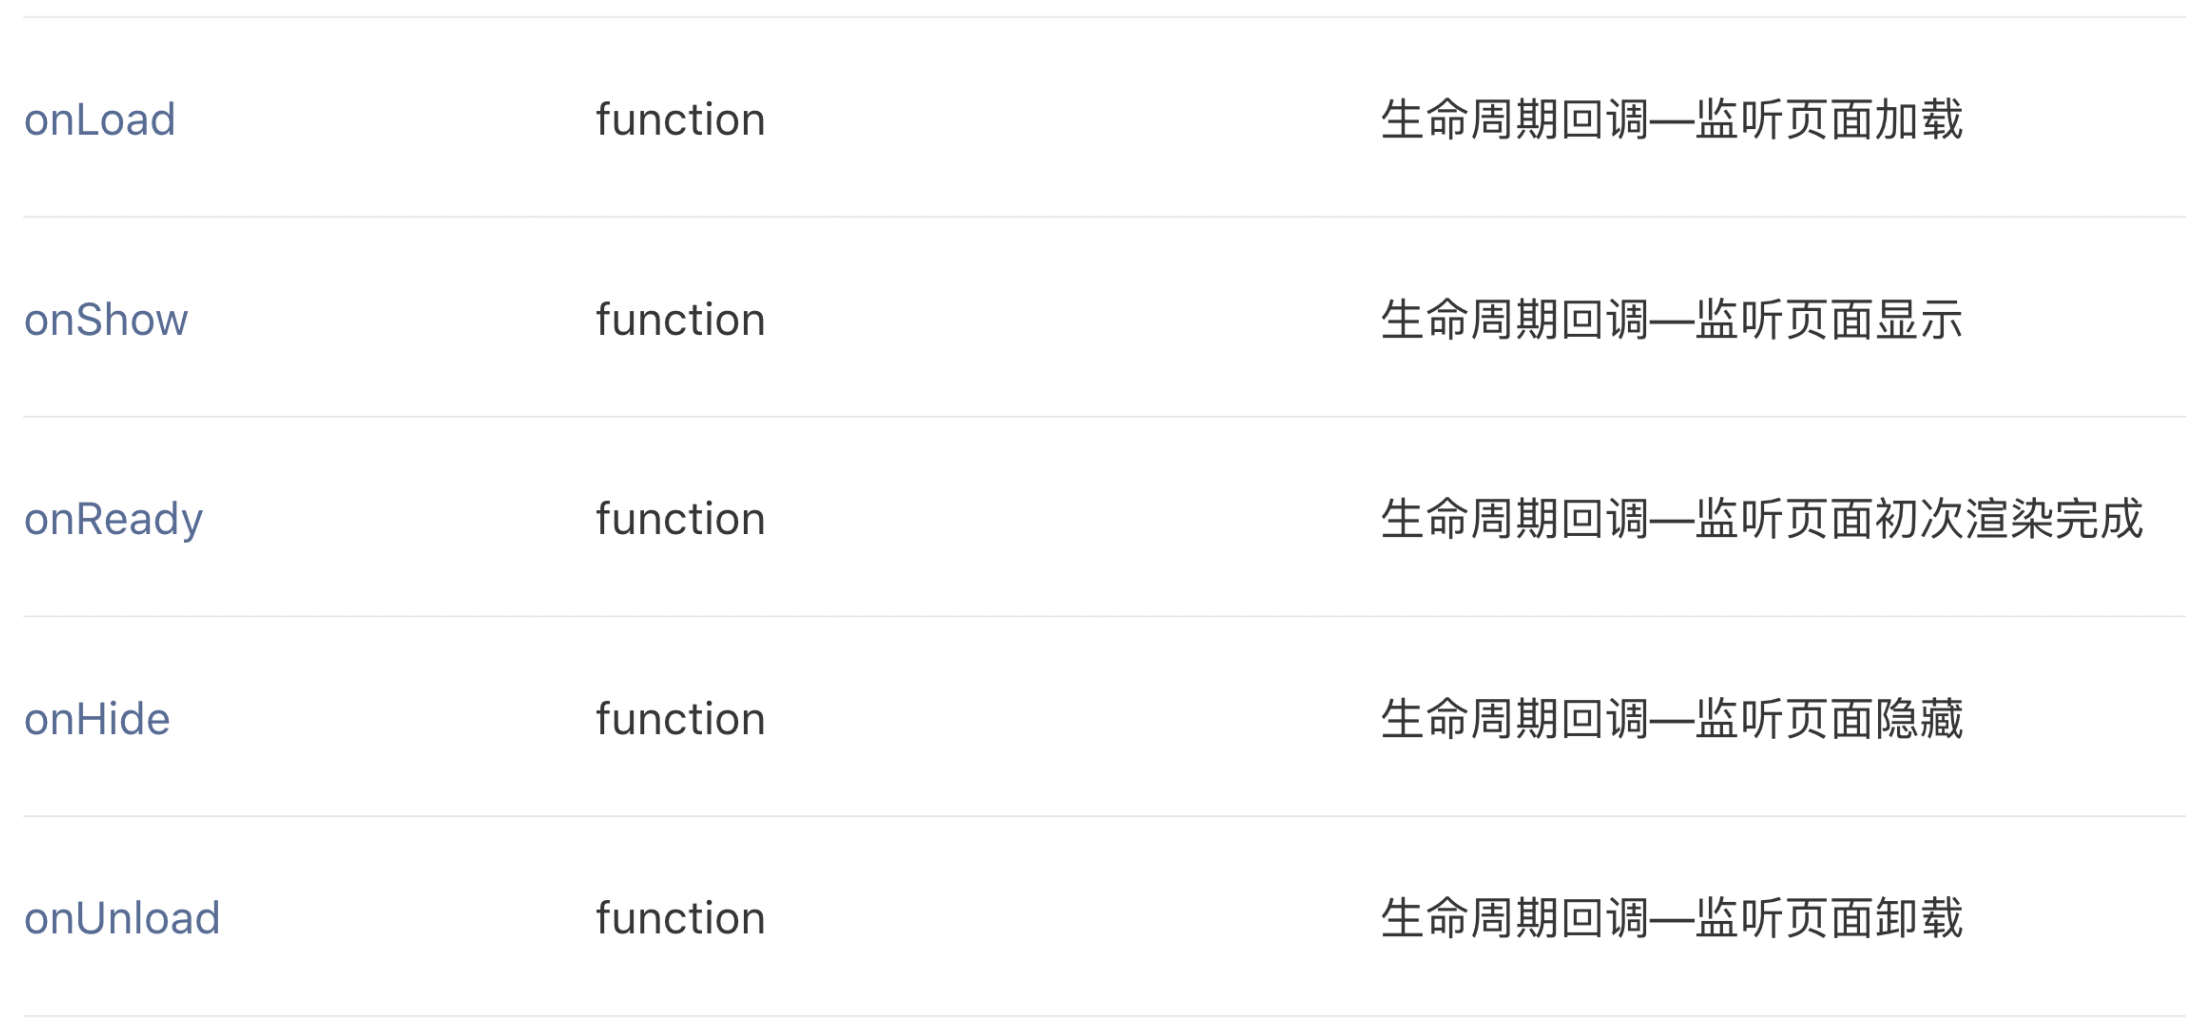 onLoad function 生命周期回调—监听页面加载
onShow function 生命周期回调—监听页面显示
onReady function 生命周期回调—监听页面初次渲染完成
onHide function 生命周期回调—监听页面隐藏
onUnload function 生命周期回调—监听页面卸载